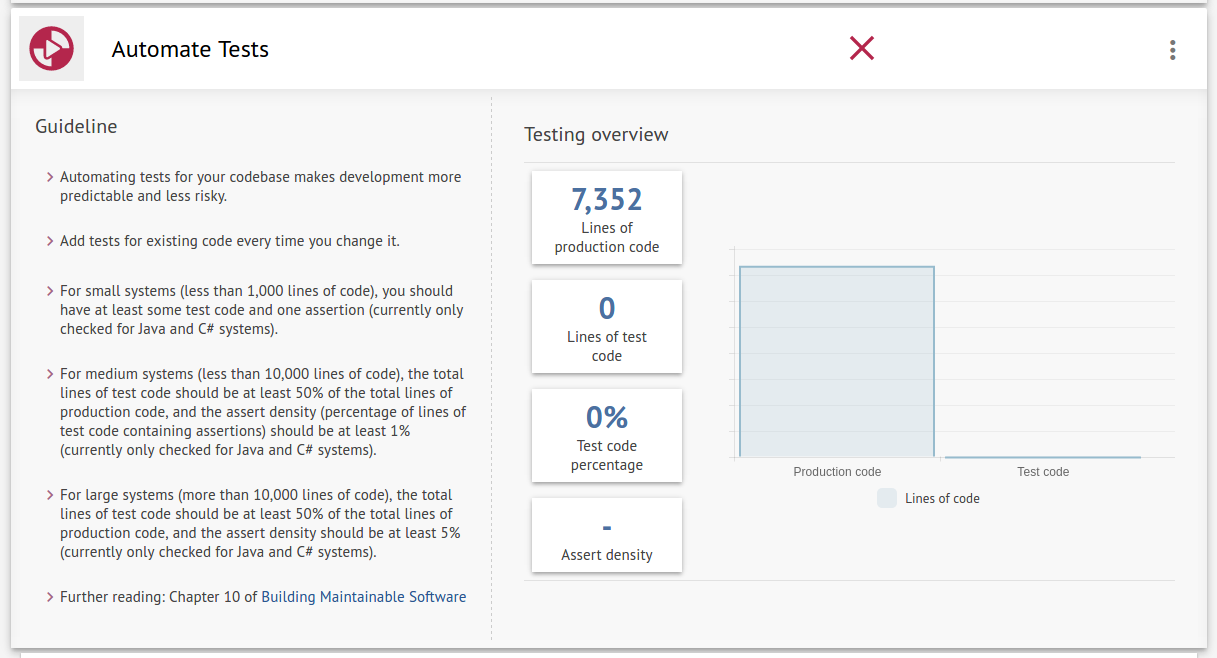 Automate Tests
Guideline
Automating tests for your codebase makes development more
predictable and less risky.
Add tests for existing code every time you change it.
For small systems (less than 1,000 lines of code), you should
have at least some test code and one assertion (currently only
checked for Java and C# systems).
For medium systems (less than 10,000 lines of code), the total
lines of test code should be at least 50% of the total lines of
production code, and the assert density (percentage of lines of
test code containing assertions) should be at least 1%
(currently only checked for Java and C# systems).
For large systems (more than 10,000 lines of code), the total
lines of test code should be at least 50% of the total lines of
production code, and the assert density should be at least 5%
(currently only checked for Java and C# systems).
Further reading: Chapter 10 of Building Maintainable Software
Testing overview
7,352
Lines of
production code
0
Lines of test
code
0%
Test code
percentage
-
Assert density
Production code
Test code
Lines of code